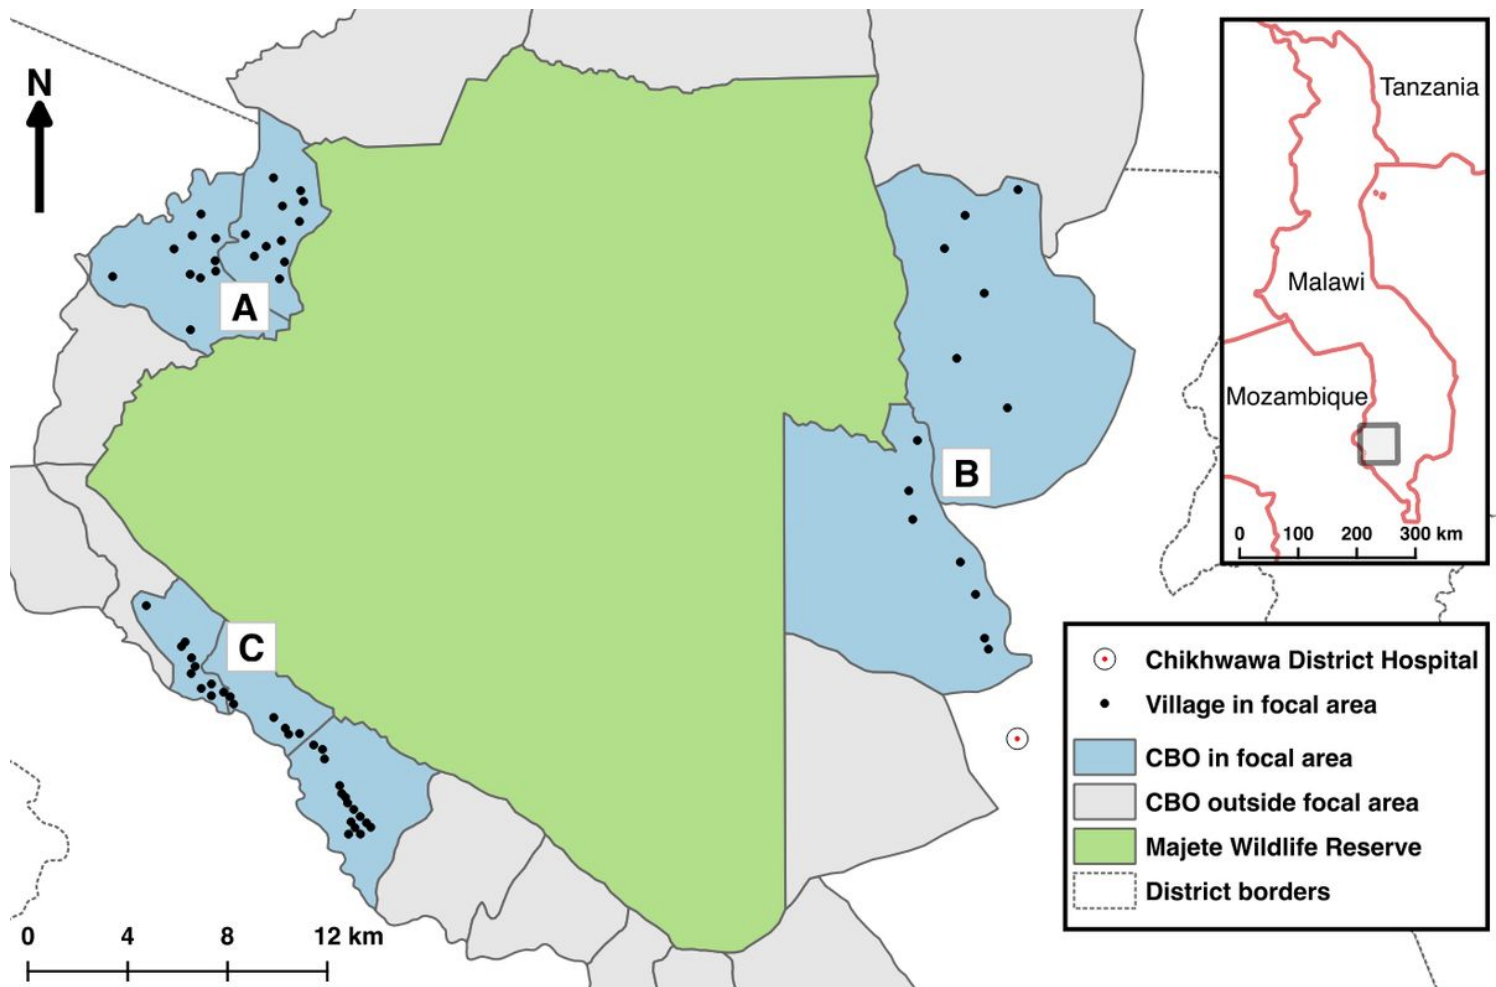 N
A
B
C
0 4 8 12 km
Tanzania
Malawi
Mozambique
0 100 200 300 km
Chikhwawa District Hospital
Village in focal area
CBO in focal area
CBO outside focal area
Majete Wildlife Reserve
District borders